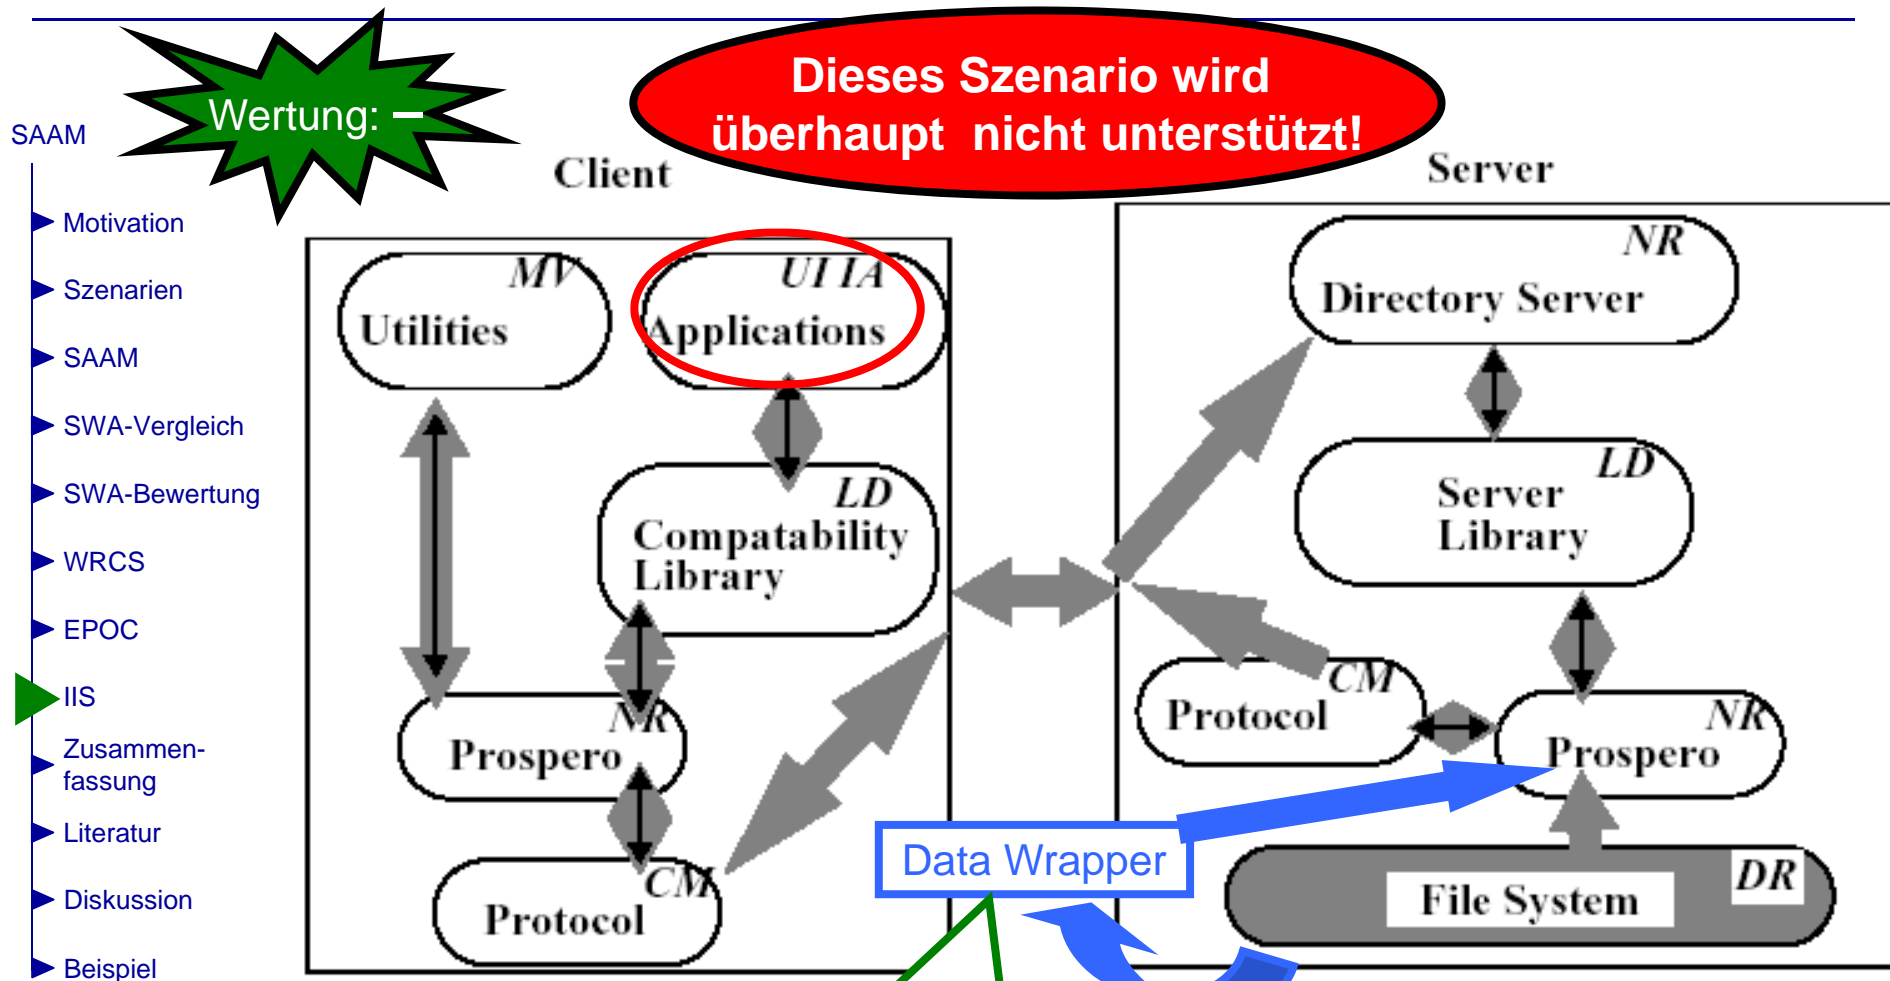 Dieses Szenario wird
überhaupt nicht unterstützt!
Wertung: –
SAAM
Motivation
Szenarien
SAAM
SWA-Vergleich
SWA-Bewertung
WRCS
EPOC
IIS
Zusammen-
fassung
Literatur
Diskussion
Beispiel
Client
MV
Utilities
UI IA
Applications
LD
Compatability
Library
NR
Prospero
CM
Protocol
Server
NR
Directory Server
LD
Server
Library
CM
Protocol
NR
Prospero
Data Wrapper
DR
File System